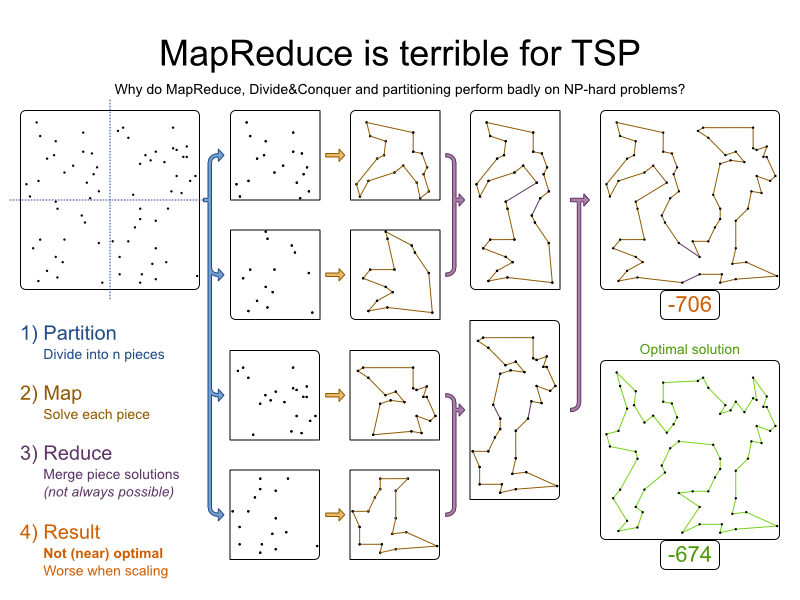 MapReduce is terrible for TSP
Why do MapReduce, Divide&Conquer and partitioning perform badly on NP-hard problems?
1) Partition
Divide into n pieces
2) Map
Solve each piece
3) Reduce
Merge piece solutions
(not always possible)
4) Result
Not (near) optimal
Worse when scaling
-706
Optimal solution
-674